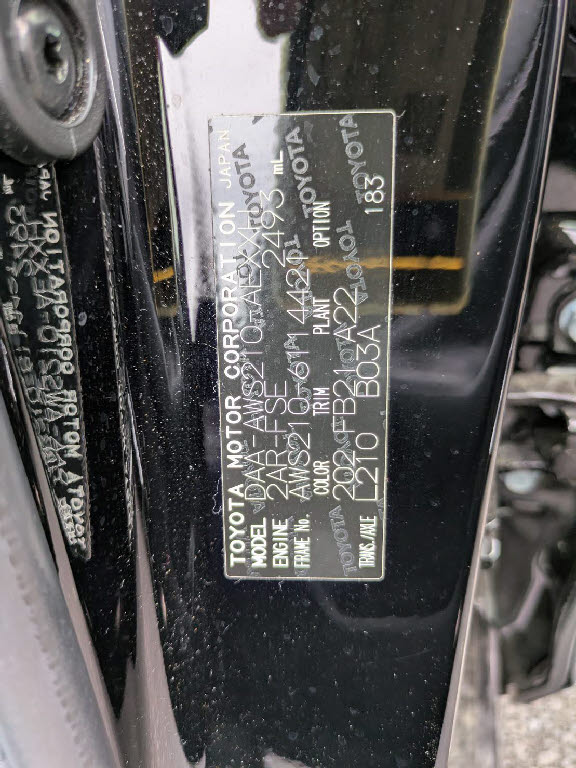 TOYOTA MOTOR CORPORATION JAPAN
MODEL DAA-AWS210-AEXXH
ENGINE 2AR-FSE 2493 mL
FRAME No. AWS210-6114420
COLOR TRIM PLANT OPTION
202 FB21 A22
TRANS./AXLE L210 B03A 183